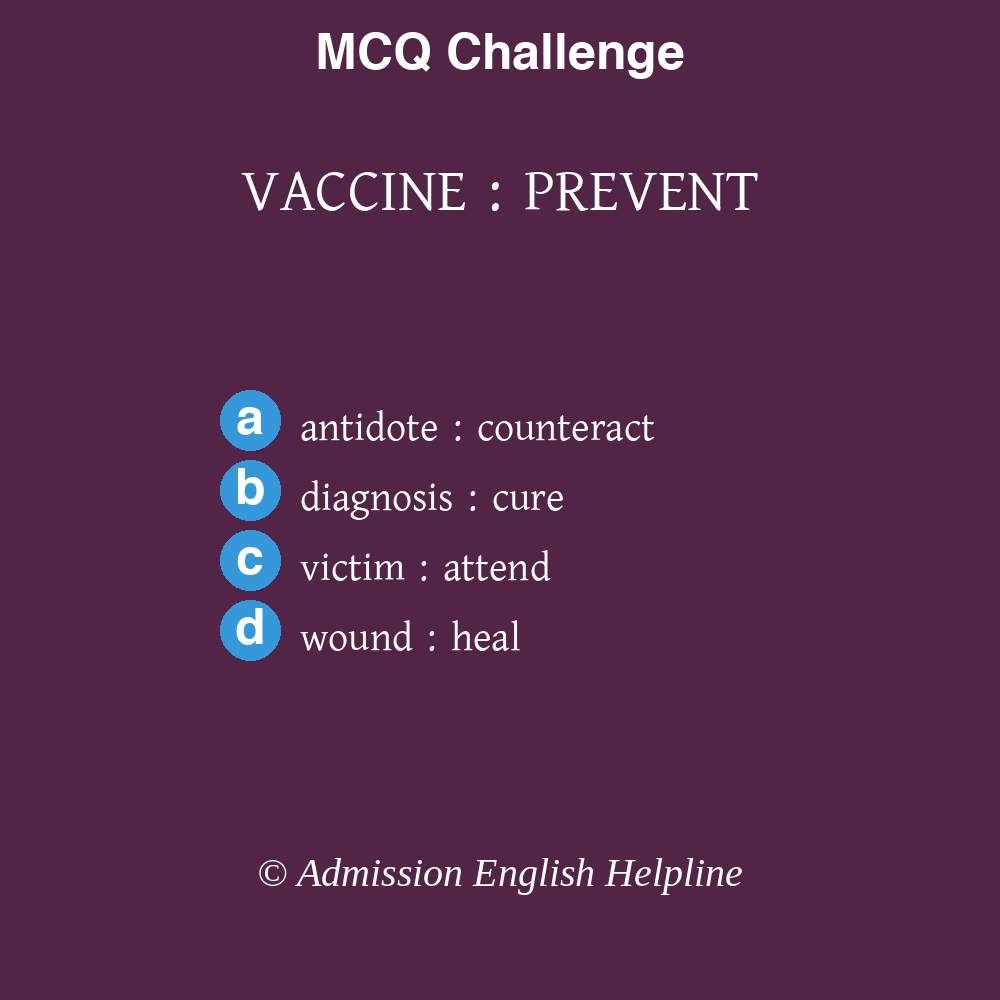 MCQ Challenge
VACCINE : PREVENT
a antidote : counteract
b diagnosis : cure
c victim : attend
d wound : heal
© Admission English Helpline